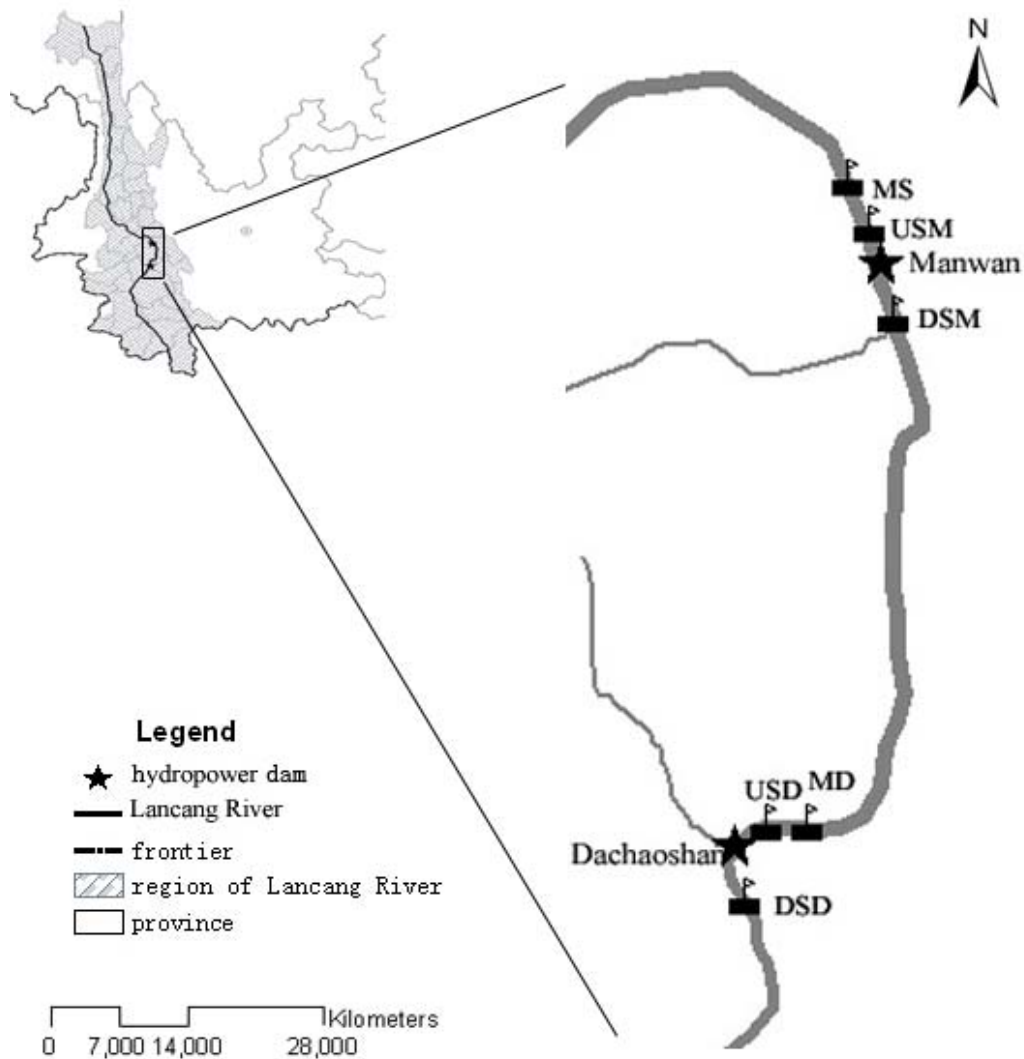 N
MS
USM
Manwan
DSM
USD MD
Dachaoshan
DSD
Legend
hydropower dam
Lancang River
frontier
region of Lancang River
province
Kilometers
0 7,000 14,000 28,000